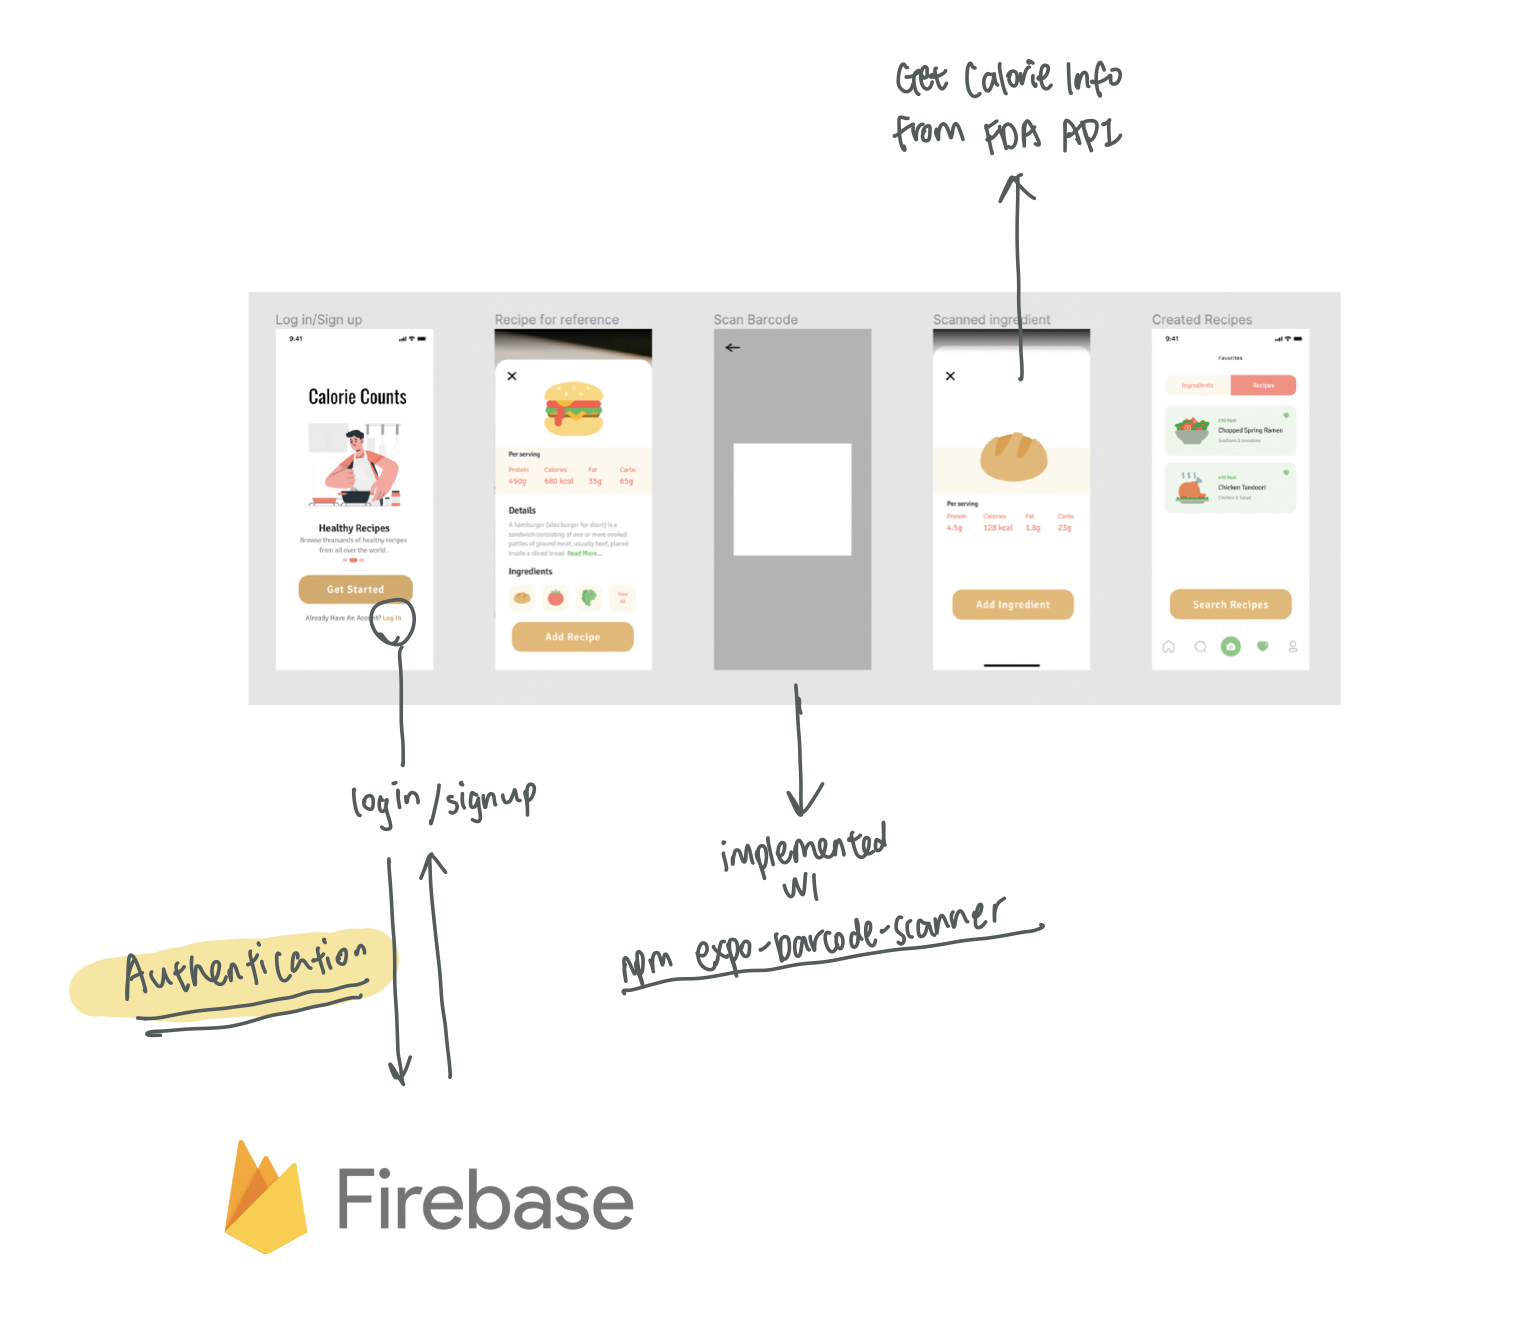 Get Calorie Info
from FDA API
Log in/Sign up
9:41
Calorie Counts
Healthy Recipes
Browse thousands of healthy recipes
from all over the world.
Get Started
Already Have An Acount? Log In
Recipe for reference
Per serving
Protein Calories Fat Carbs
450g 680 kcal 35g 65g
Details
A hamburger (also burger for short) is a
sandwich consisting of one or more cooked
patties of ground meat, usually beef, placed
inside a sliced bread Read More...
Ingredients
View
All
Add Recipe
Scan Barcode
Scanned ingredient
Per serving
Protein Calories Fat Carbs
4.5g 128 kcal 1.8g 23g
Add Ingredient
Created Recipes
9:41
Favorites
Ingredients Recipes
Chopped Spring Ramen
Scallions & tomatoes
Chicken Tandoori
Chicken & Salad
Search Recipes
login/signup
implemented
w/
npm expo-barcode-scanner
Authentication
Firebase